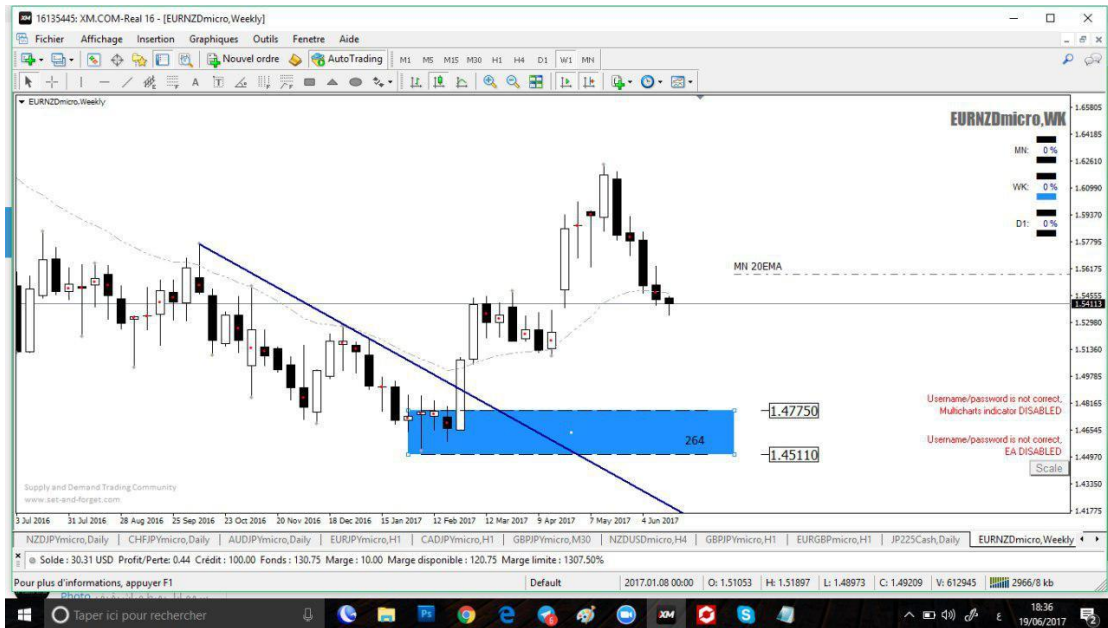 16135445: XM.COM-Real 16 - [EURNZDmicro,Weekly]
Fichier Affichage Insertion Graphiques Outils Fenetre Aide
Nouvel ordre AutoTrading M1 M5 M15 M30 H1 H4 D1 W1 MN
EURNZDmicro,Weekly
EURNZDmicro,WK
MN: 0 %
WK: 0 %
D1: 0 %
MN 20EMA
1.65805
1.64185
1.62610
1.60990
1.59370
1.57795
1.56175
1.54555
1.54113
1.52980
1.51360
1.49785
1.48165
1.46545
1.44970
1.43350
1.41775
1.47750
264
1.45110
Username/password is not correct,
Multicharts indicator DISABLED
Username/password is not correct,
EA DISABLED
Scale
Supply and Demand Trading Community
www.set-and-forget.com
3 Jul 2016 31 Jul 2016 28 Aug 2016 25 Sep 2016 23 Oct 2016 20 Nov 2016 18 Dec 2016 15 Jan 2017 12 Feb 2017 12 Mar 2017 9 Apr 2017 7 May 2017 4 Jun 2017
NZDJPYmicro,Daily CHFJPYmicro,Daily AUDJPYmicro,Daily EURJPYmicro,H1 CADJPYmicro,H1 GBPJPYmicro,M30 NZDUSDmicro,H4 GBPJPYmicro,H1 EURGBPmicro,H1 JP225Cash,Daily EURNZDmicro,Weekly
Solde : 30.31 USD Profit/Perte: 0.44 Crédit : 100.00 Fonds : 130.75 Marge : 10.00 Marge disponible : 120.75 Marge limite : 1307.50%
Pour plus d'informations, appuyer F1 Default 2017.01.08 00:00 O: 1.51053 H: 1.51897 L: 1.48973 C: 1.49209 V: 612945 2966/8 kb
Photo
Taper ici pour rechercher Ps XM ع 18:36
19/06/2017